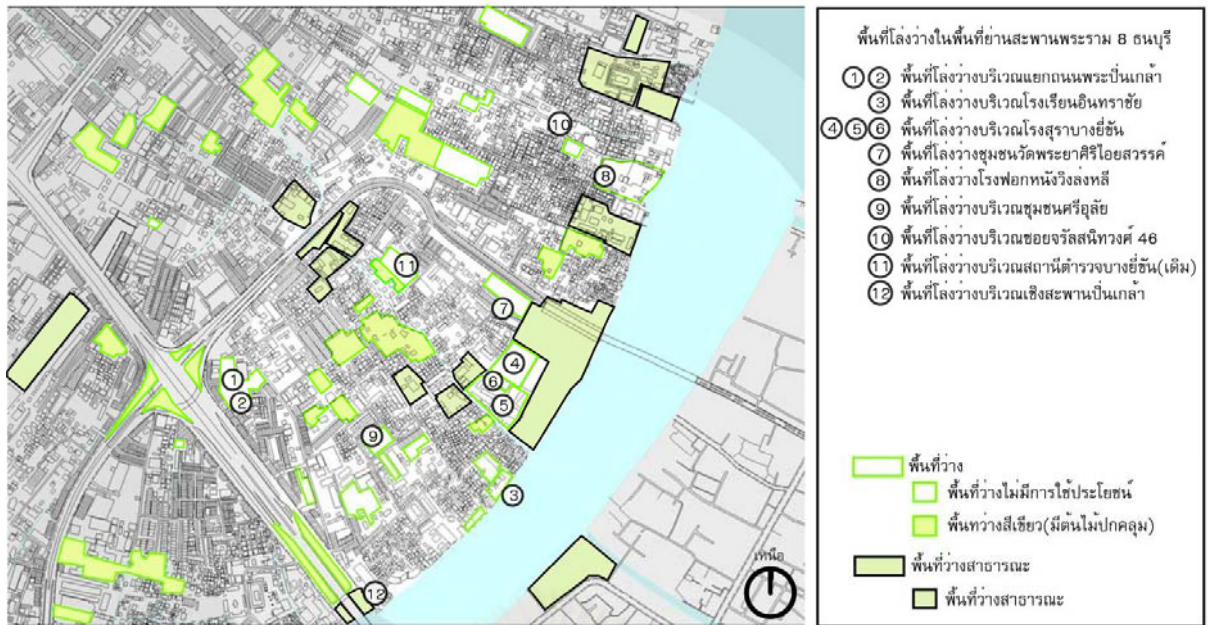 พื้นที่โล่งว่างในพื้นที่ย่านสะพานพระราม 8 ธนบุรี
① ② พื้นที่โล่งว่างบริเวณแยกถนนพระปิ่นเกล้า
③ พื้นที่โล่งว่างบริเวณโรงเรียนอินทราชัย
④ ⑤ ⑥ พื้นที่โล่งว่างบริเวณโรงสุราบางยี่ขัน
⑦ พื้นที่โล่งว่างชุมชนวัดพระยาศิริไอยสวรรค์
⑧ พื้นที่โล่งว่างโรงฟอกหนังวิงล่งหลี
⑨ พื้นที่โล่งว่างบริเวณชุมชนศรีอุลัย
⑩ พื้นที่โล่งว่างบริเวณซอยจรัลสนิทวงศ์ 46
⑪ พื้นที่โล่งว่างบริเวณสถานีตำรวจบางยี่ขัน(เดิม)
⑫ พื้นที่โล่งว่างบริเวณเชิงสะพานปิ่นเกล้า
พื้นที่ว่าง
พื้นที่ว่างไม่มีการใช้ประโยชน์
พื้นทว่างสีเขียว(มีต้นไม้ปกคลุม)
พื้นที่ว่างสาธารณะ
พื้นที่ว่างสาธารณะ
⑩
⑧
⑪
⑦
④
⑥
①
②
⑤
⑨
③
เหนือ
⑫